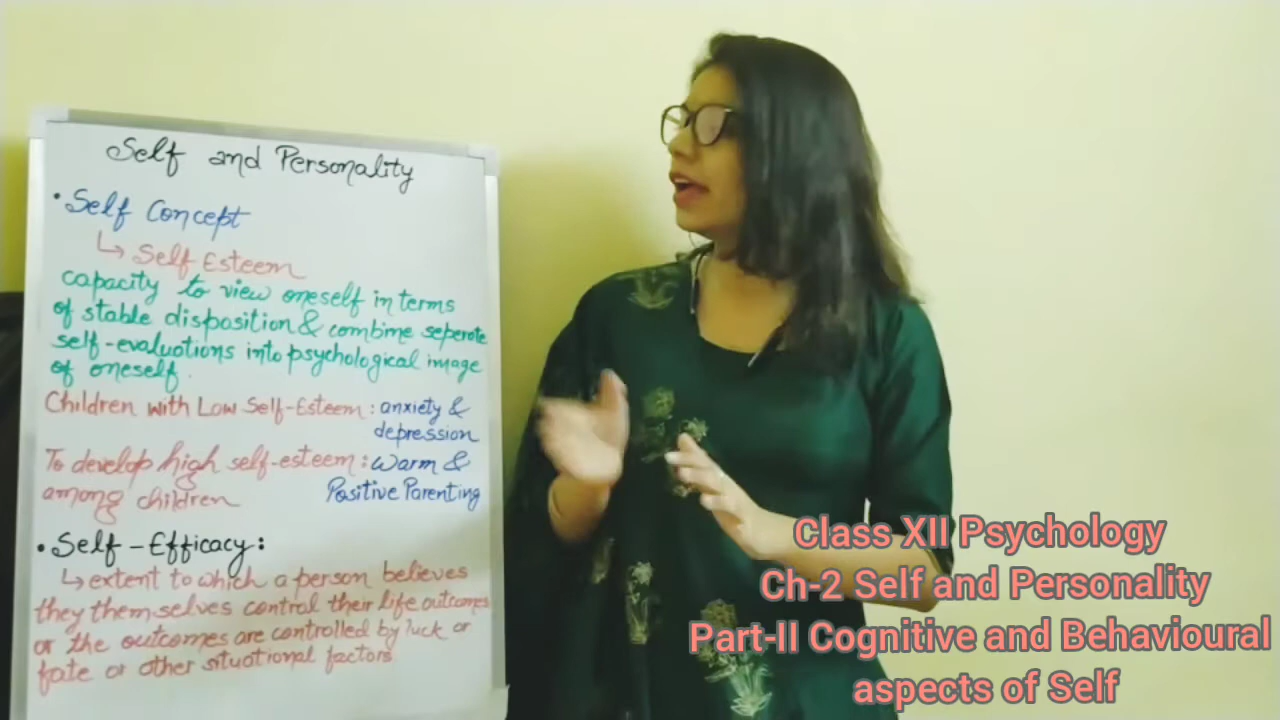 Self and Personality
• Self Concept
↳ Self Esteem
capacity to view oneself in terms
of stable disposition & combine seperate
self-evaluations into psychological image
of oneself.
Children with Low Self-Esteem: anxiety &
depression
To develop high self-esteem: Warm &
among children Positive Parenting
• Self-Efficacy:
↳ extent to which a person believes
they themselves control their life outcomes
or the outcomes are controlled by luck or
fate or other situational factors
Class XII Psychology
Ch-2 Self and Personality
Part-II Cognitive and Behavioural
aspects of Self